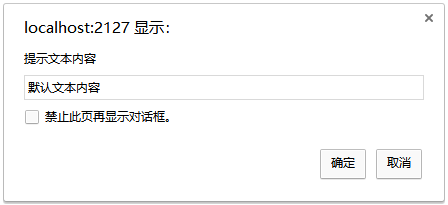 localhost:2127 显示：
提示文本内容
默认文本内容
禁止此页再显示对话框。
确定 取消